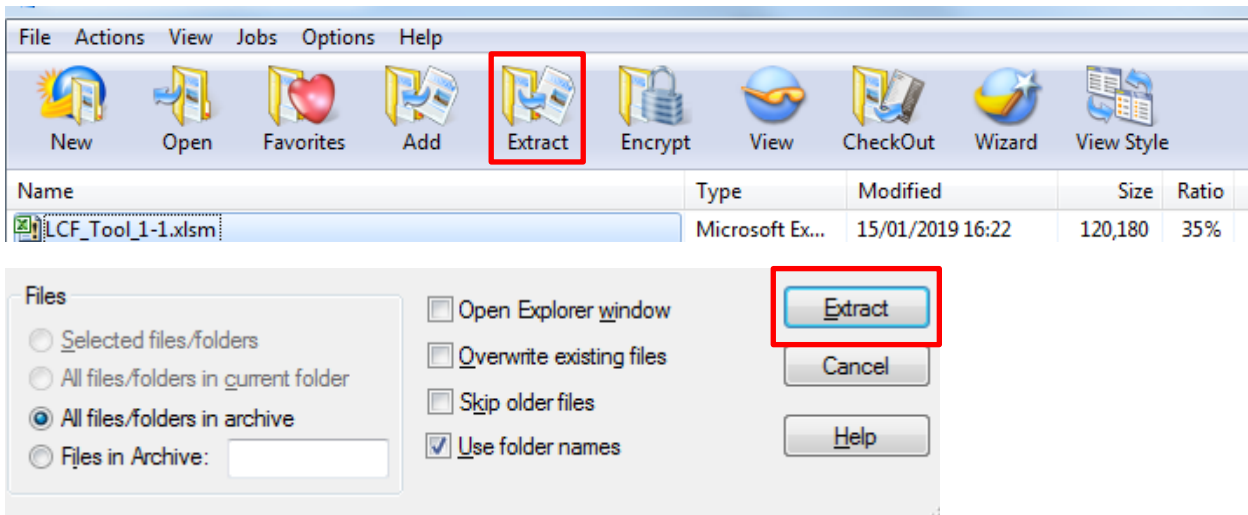 File Actions View Jobs Options Help
New Open Favorites Add Extract Encrypt View CheckOut Wizard View Style
Name Type Modified Size Ratio
LCF_Tool_1-1.xlsm Microsoft Ex... 15/01/2019 16:22 120,180 35%
Files
Selected files/folders
All files/folders in current folder
All files/folders in archive
Files in Archive:
Open Explorer window
Overwrite existing files
Skip older files
Use folder names
Extract
Cancel
Help